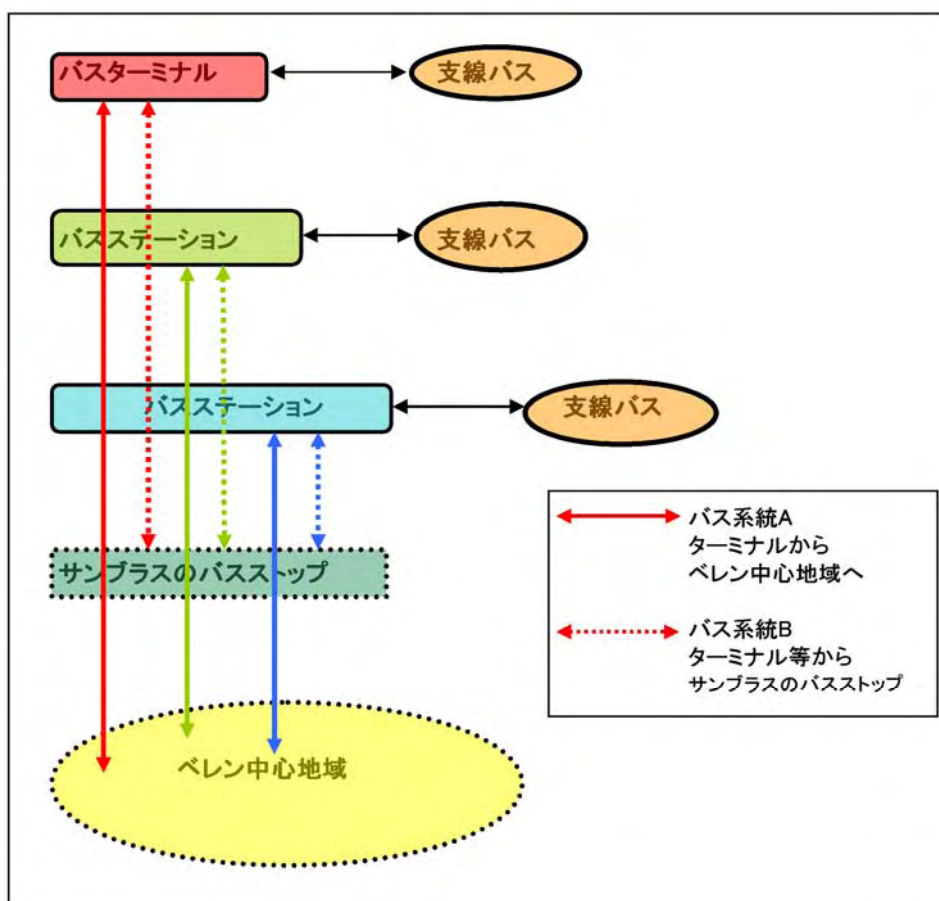 バスターミナル
支線バス
バスステーション
支線バス
バスステーション
支線バス
サンブラスのバスストップ
ベレン中心地域
バス系統A
ターミナルから
ベレン中心地域へ
バス系統B
ターミナル等から
サンブラスのバスストップ